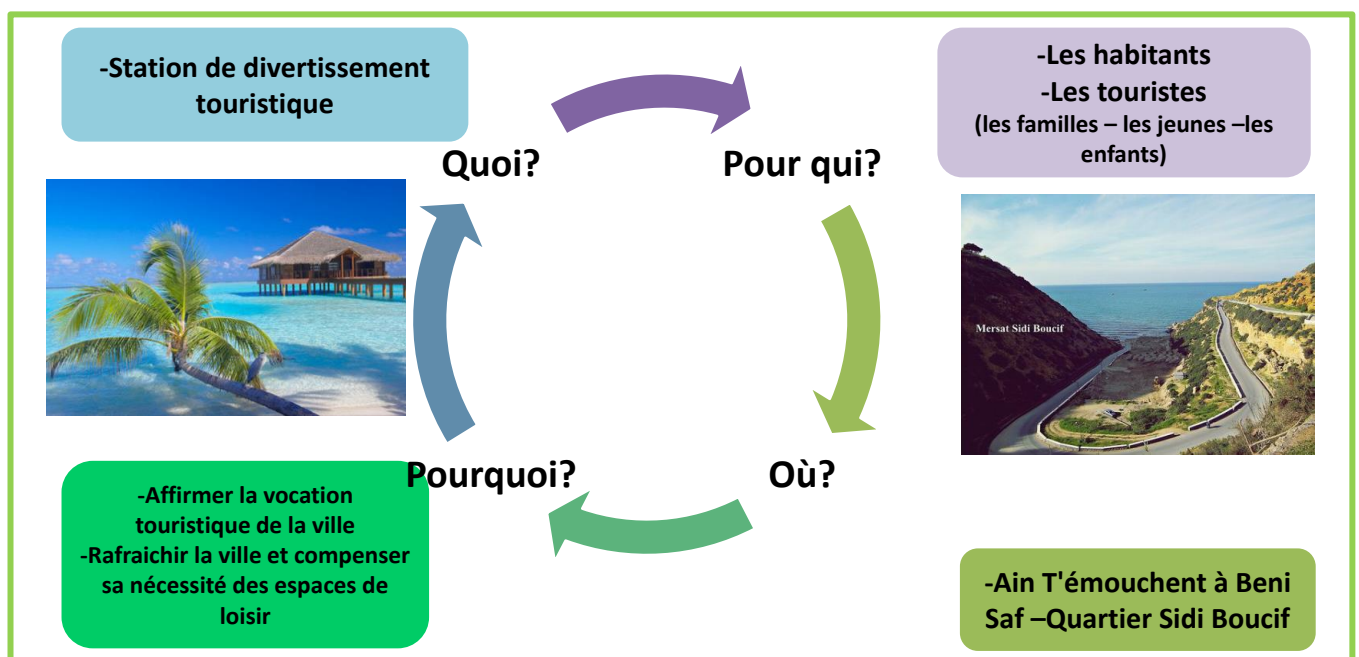 -Station de divertissement
touristique
Quoi?
Pour qui?
-Les habitants
-Les touristes
(les familles – les jeunes –les
enfants)
Mersat Sidi Boucif
Pourquoi?
-Affirmer la vocation
touristique de la ville
-Rafraichir la ville et compenser
sa nécessité des espaces de
loisir
Où?
-Ain T'émouchent à Beni
Saf –Quartier Sidi Boucif